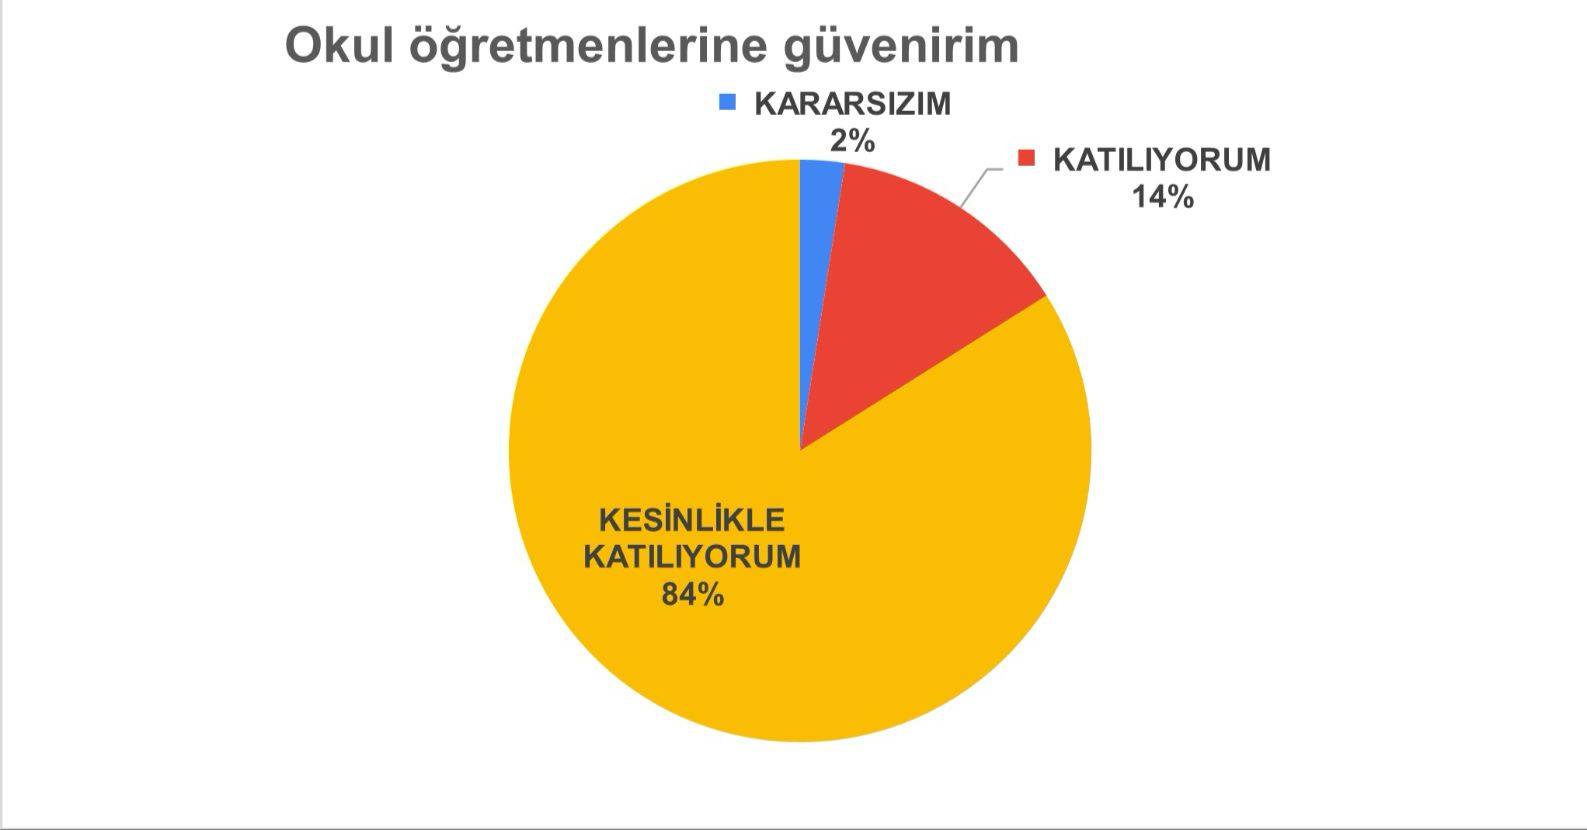 Okul öğretmenlerine güvenirim
KARARSIZIM
2%
KATILIYORUM
14%
KESİNLİKLE
KATILIYORUM
84%